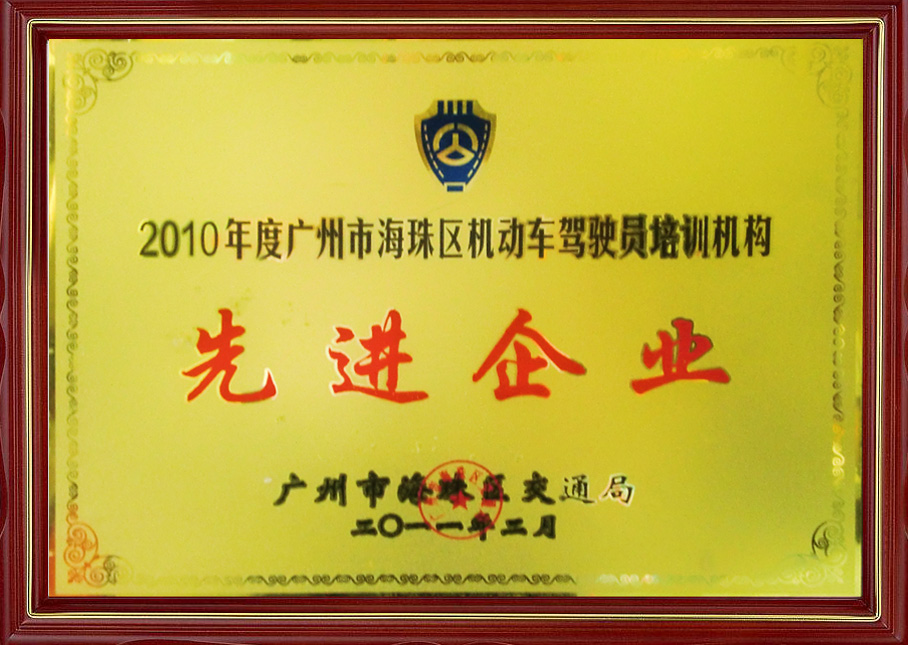 2010年度广州市海珠区机动车驾驶员培训机构
先进企业
广州市海珠区交通局
二〇一一年二月